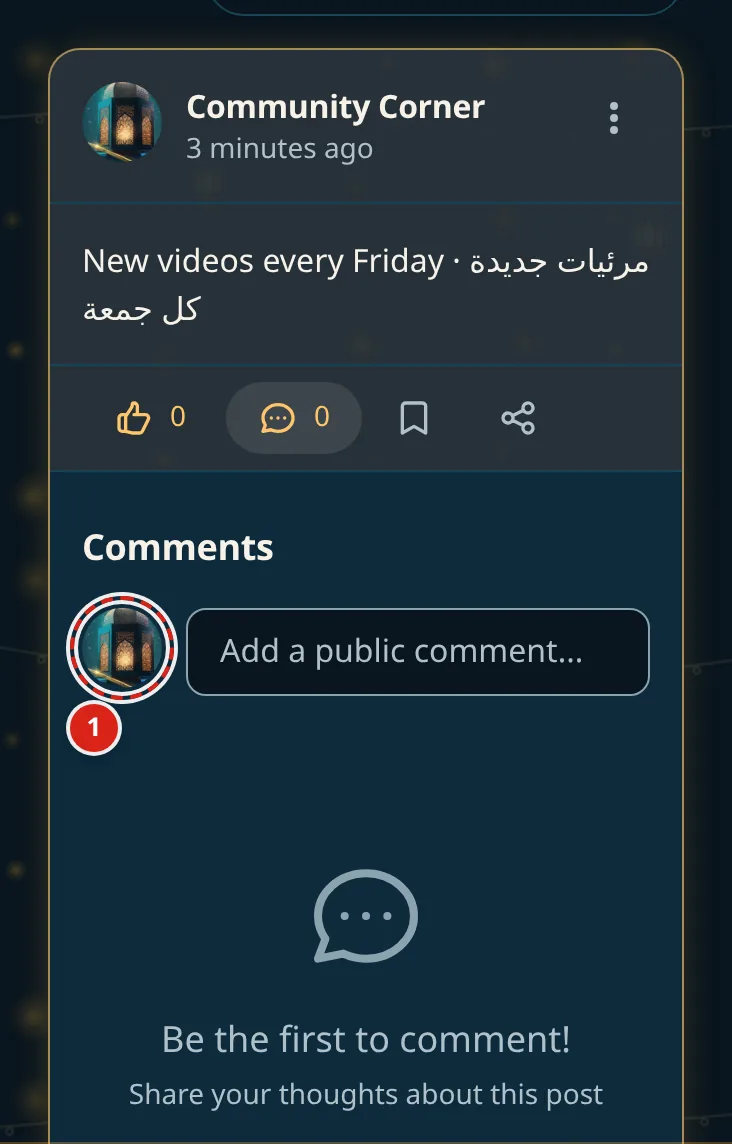 Community Corner
3 minutes ago
New videos every Friday · مرئيات جديدة
كل جمعة
0
0
Comments
Add a public comment...
1
Be the first to comment!
Share your thoughts about this post